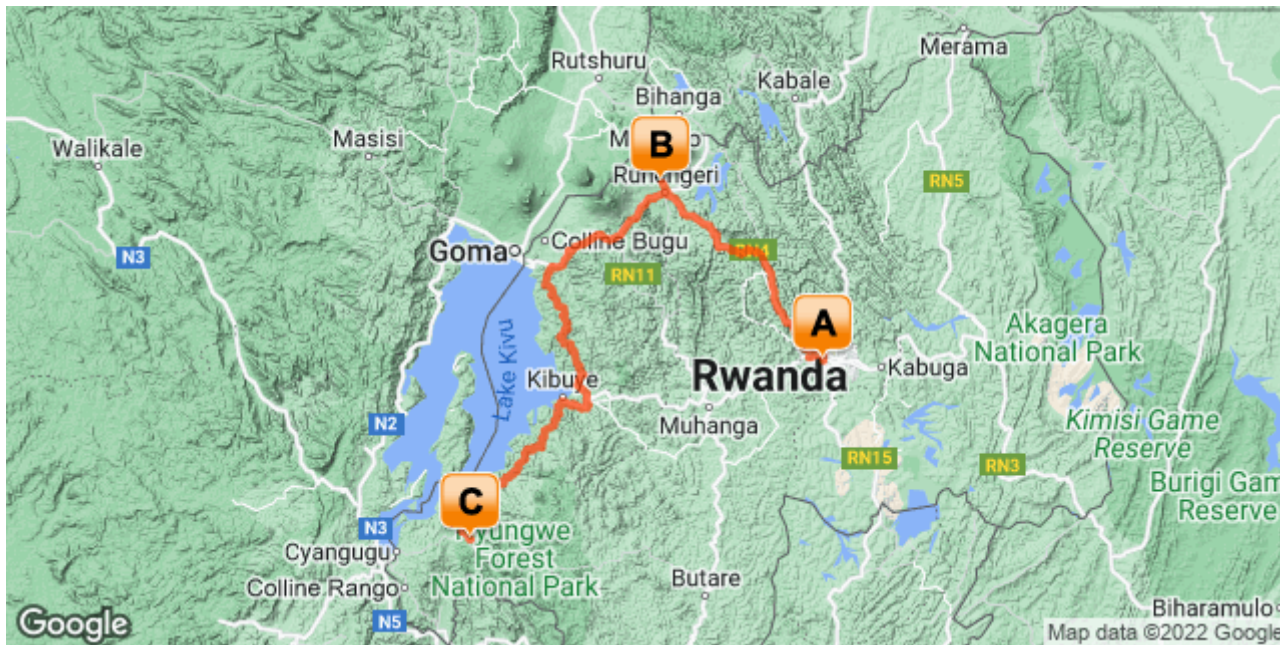 Merama
Rutshuru
Kabale
Bihanga
Masisi
Walikale
B
RN5
N3
Goma
Colline Bugu
RN4
RN11
A
Akagera
National Park
Lake Kivu
Rwanda
Kabuga
Kibuye
Muhanga
N2
Kimisi Game
Reserve
RN15
RN3
Burigi Gam
Reserve
C
N3
Forest
National Park
Cyangugu
Colline Rango
Butare
N5
Biharamulo
Google
Map data ©2022 Google